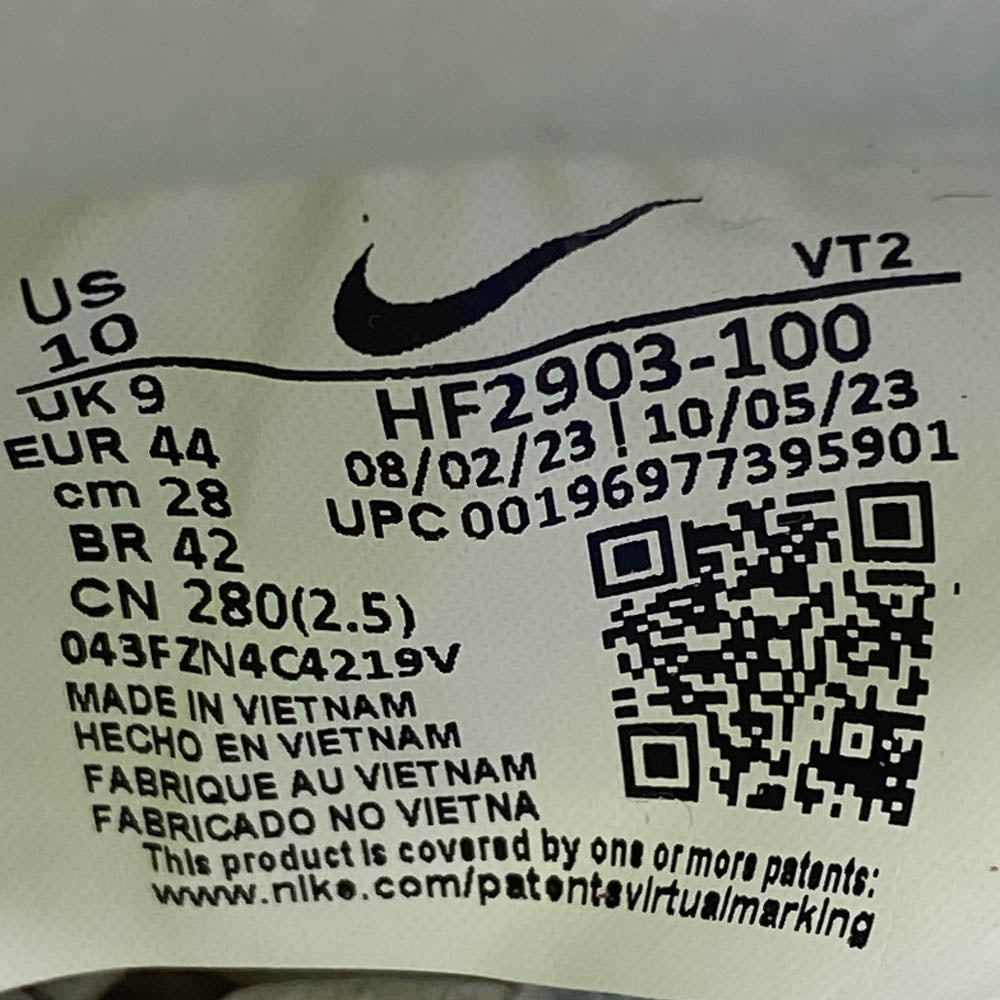 US
10
VT2
UK 9
EUR 44
cm 28
BR 42
CN 280(2.5)
043FZN4C4219V
HF2903-100
08/02/23 | 10/05/23
UPC 00196977395901
MADE IN VIETNAM
HECHO EN VIETNAM
FABRIQUE AU VIETNAM
FABRICADO NO VIETNA
This product is covered by one or more patents:
www.nike.com/patentsvirtualmarking